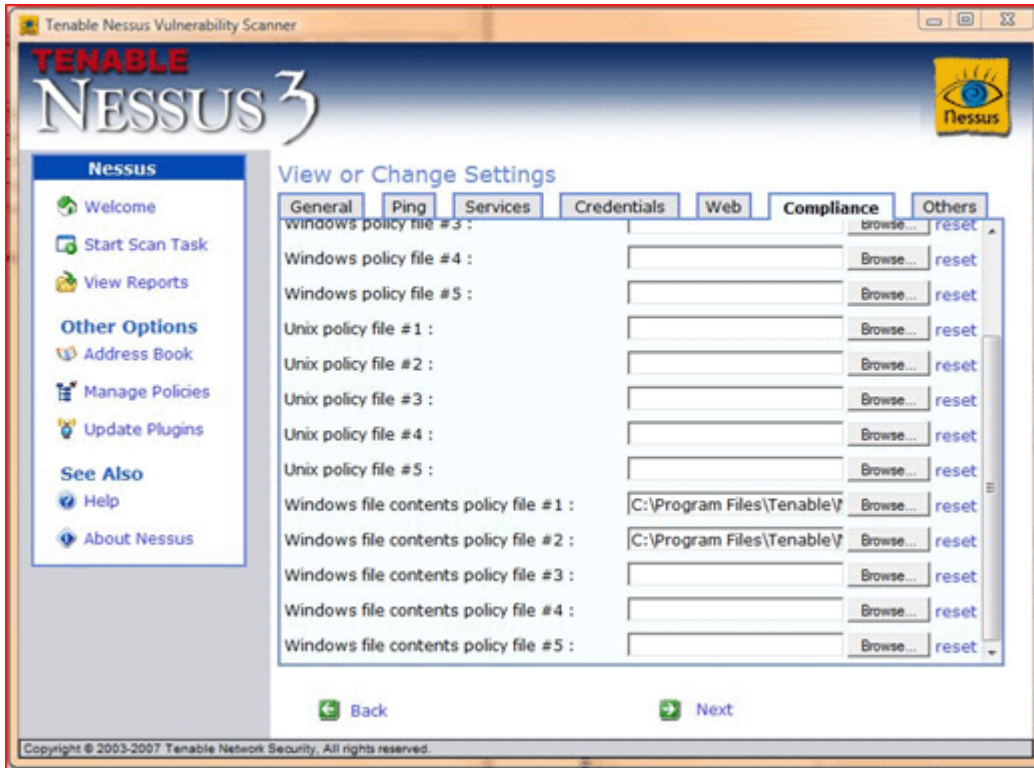 Tenable Nessus Vulnerability Scanner
TENABLE
NESSUS 3
Nessus
Nessus
View or Change Settings
General Ping Services Credentials Web Compliance Others
Welcome
Start Scan Task
View Reports
Other Options
Address Book
Manage Policies
Update Plugins
See Also
Help
About Nessus
Windows policy file #3 : Browse... reset
Windows policy file #4 : Browse... reset
Windows policy file #5 : Browse... reset
Unix policy file #1 : Browse... reset
Unix policy file #2 : Browse... reset
Unix policy file #3 : Browse... reset
Unix policy file #4 : Browse... reset
Unix policy file #5 : Browse... reset
Windows file contents policy file #1 : C:\Program Files\Tenable\ Browse... reset
Windows file contents policy file #2 : C:\Program Files\Tenable\ Browse... reset
Windows file contents policy file #3 : Browse... reset
Windows file contents policy file #4 : Browse... reset
Windows file contents policy file #5 : Browse... reset
Back Next
Copyright © 2003-2007 Tenable Network Security, All rights reserved.